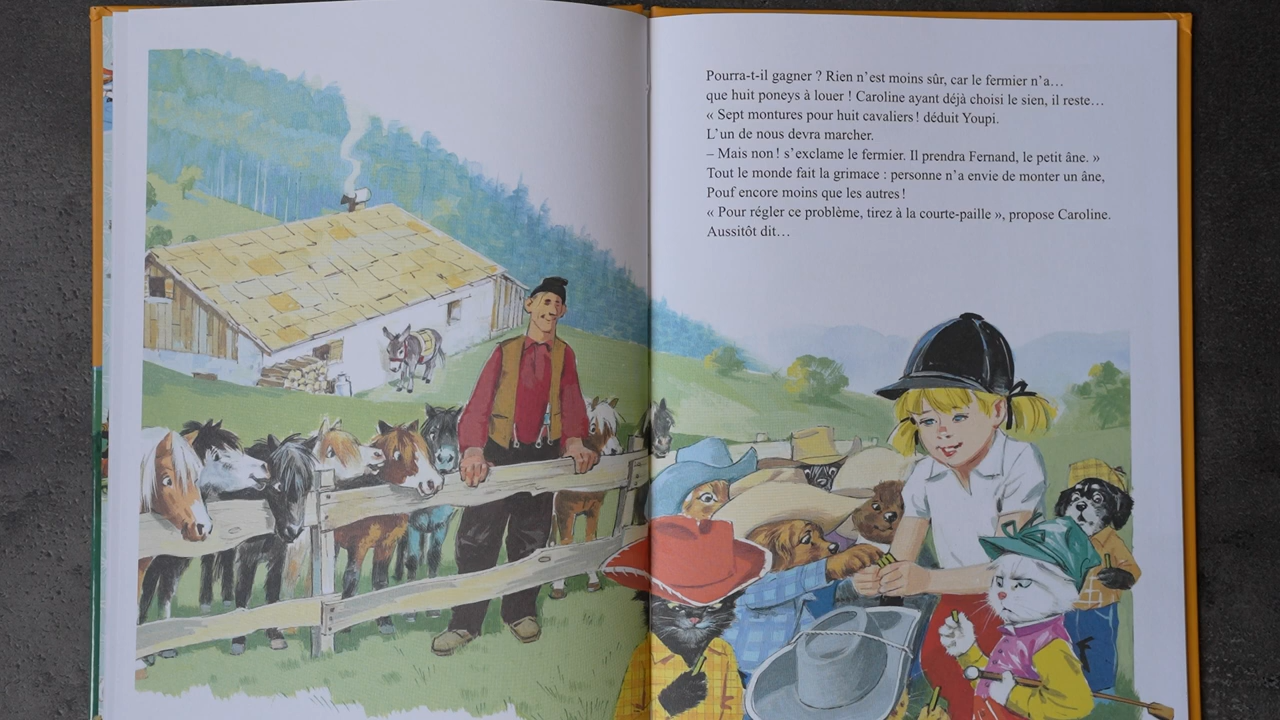 Pourra-t-il gagner ? Rien n’est moins sûr, car le fermier n’a…
que huit poneys à louer ! Caroline ayant déjà choisi le sien, il reste…
« Sept montures pour huit cavaliers ! déduit Youpi.
L’un de nous devra marcher.
– Mais non ! s’exclame le fermier. Il prendra Fernand, le petit âne. »
Tout le monde fait la grimace : personne n’a envie de monter un âne,
Pouf encore moins que les autres !
« Pour régler ce problème, tirez à la courte-paille », propose Caroline.
Aussitôt dit…